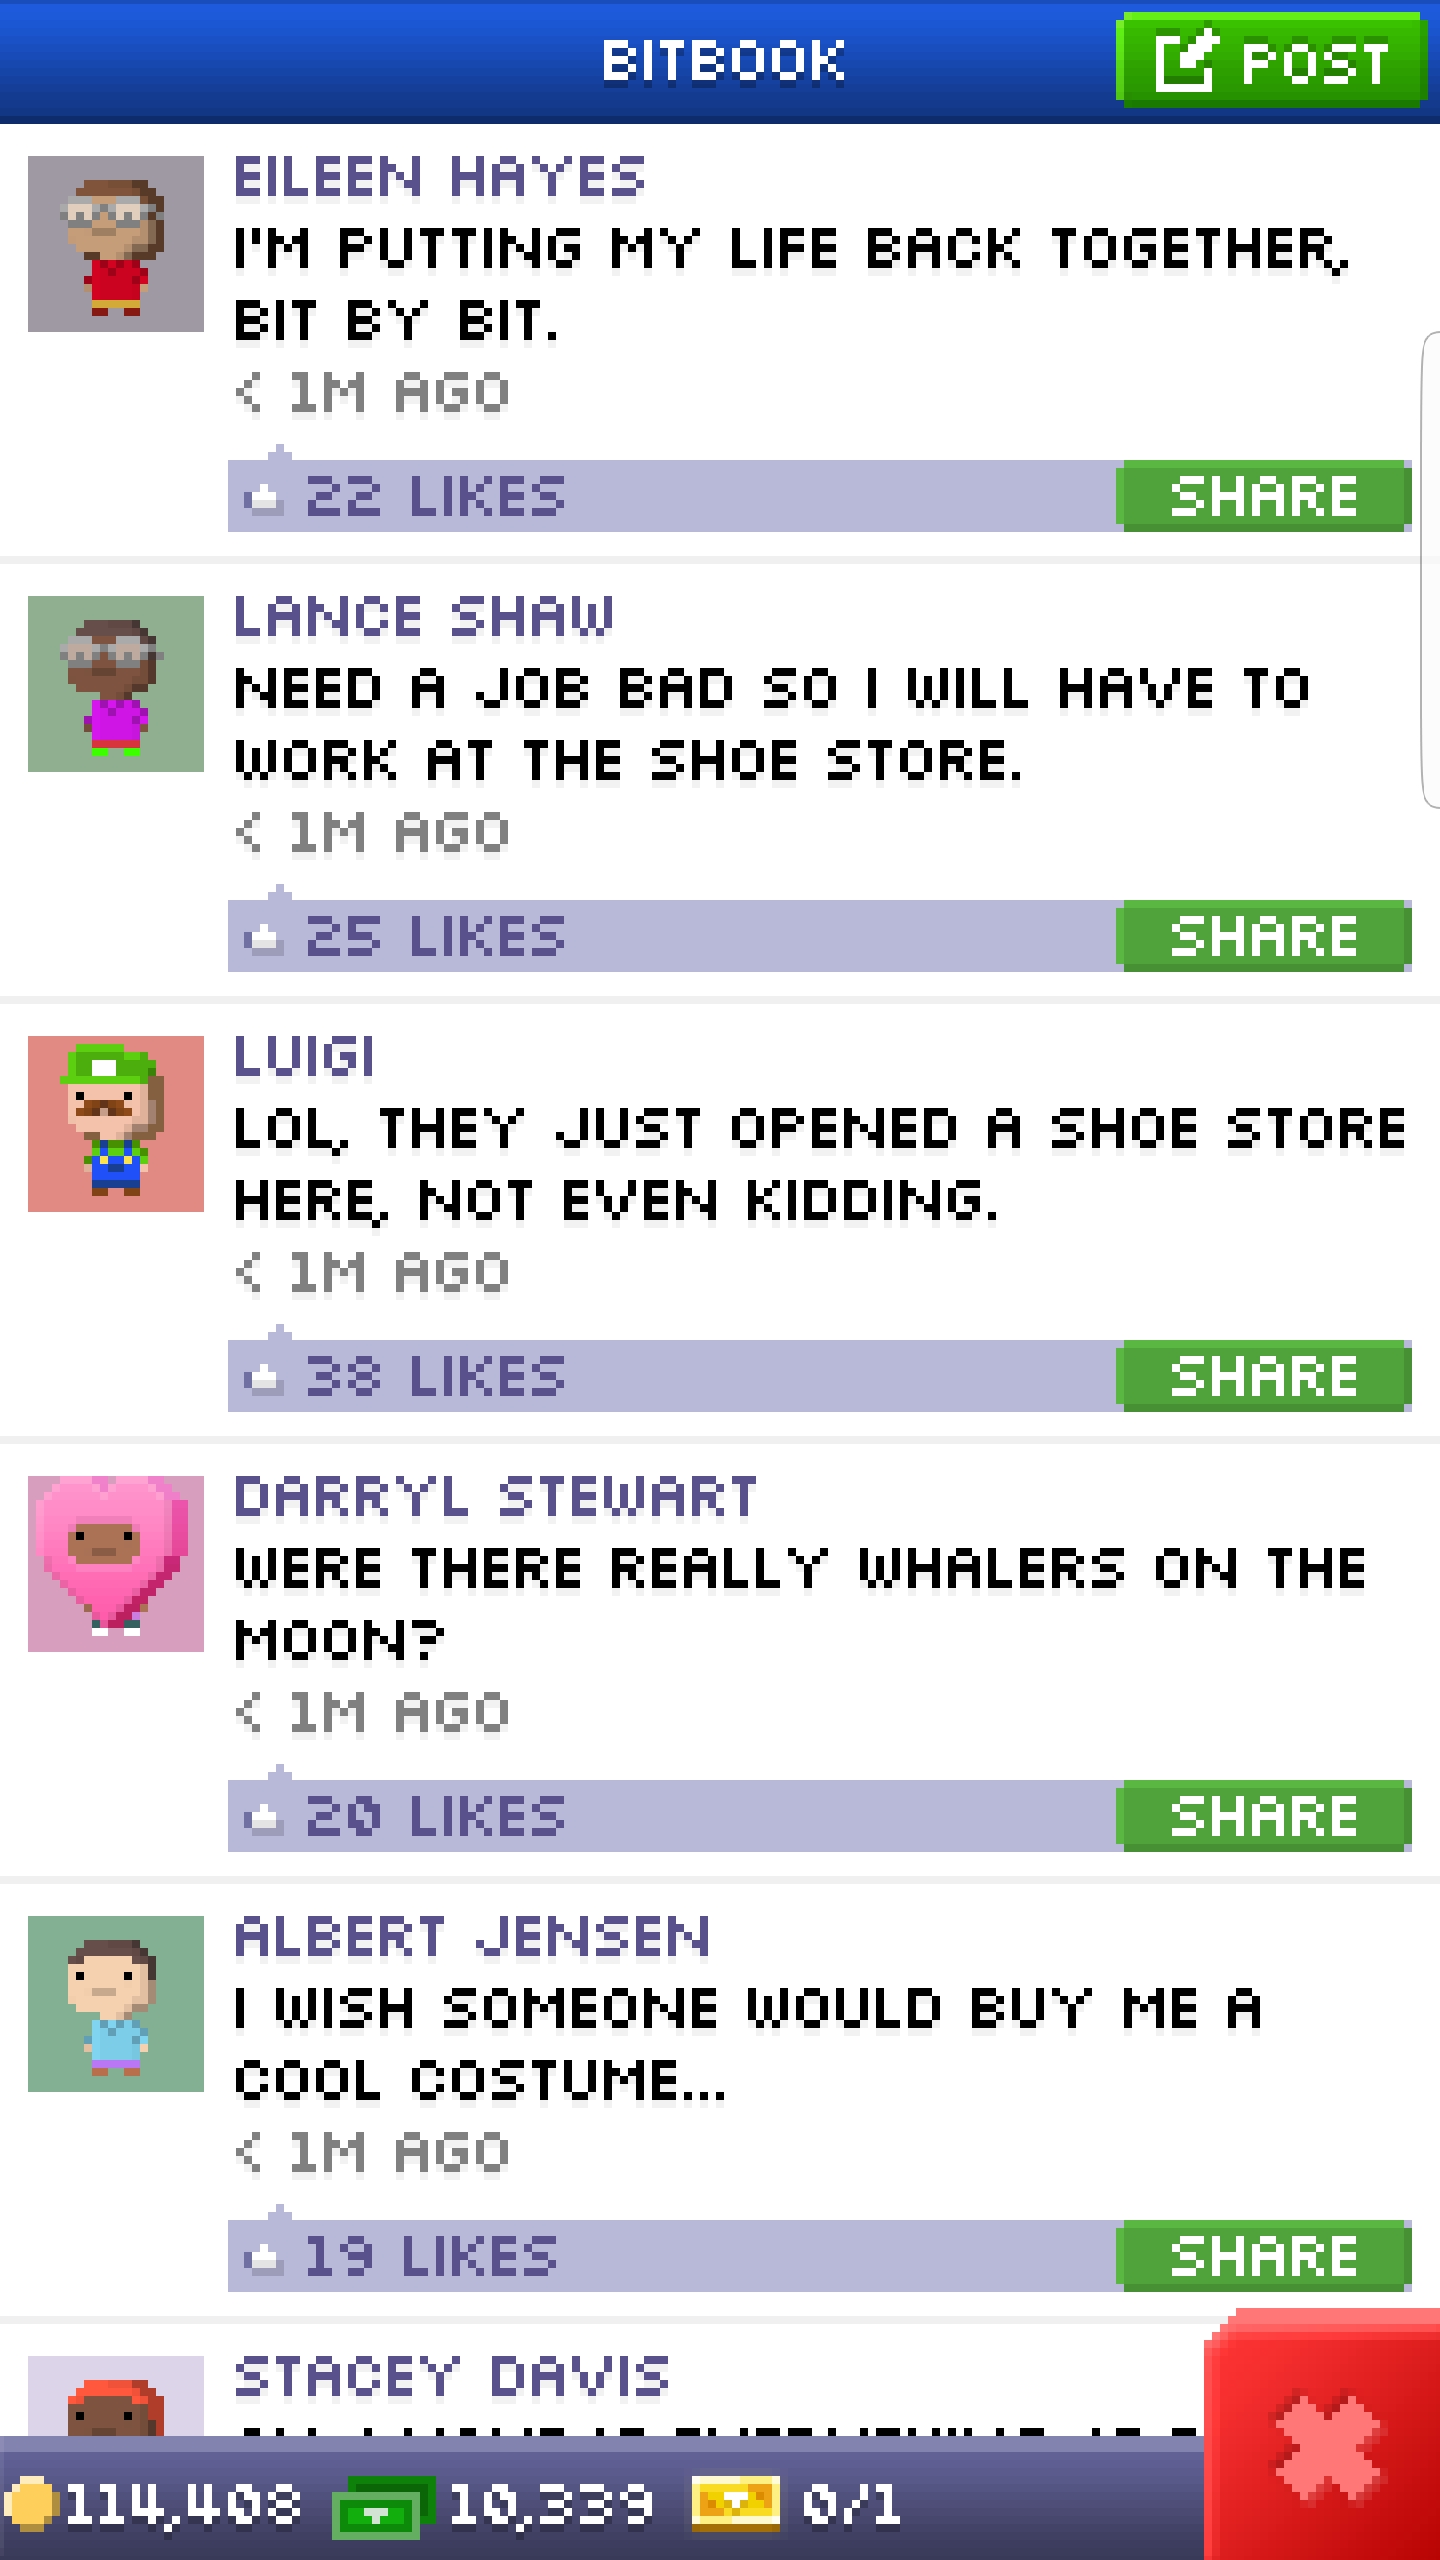 BITBOOK
POST
EILEEN HAYES
I'M PUTTING MY LIFE BACK TOGETHER,
BIT BY BIT.
< 1M AGO
22 LIKES
SHARE
LANCE SHAW
NEED A JOB BAD SO I WILL HAVE TO
WORK AT THE SHOE STORE.
< 1M AGO
25 LIKES
SHARE
LUIGI
LOL, THEY JUST OPENED A SHOE STORE
HERE, NOT EVEN KIDDING.
< 1M AGO
38 LIKES
SHARE
DARRYL STEWART
WERE THERE REALLY WHALERS ON THE
MOON?
< 1M AGO
20 LIKES
SHARE
ALBERT JENSEN
I WISH SOMEONE WOULD BUY ME A
COOL COSTUME...
< 1M AGO
19 LIKES
SHARE
STACEY DAVIS
114,408
10,339
0/1